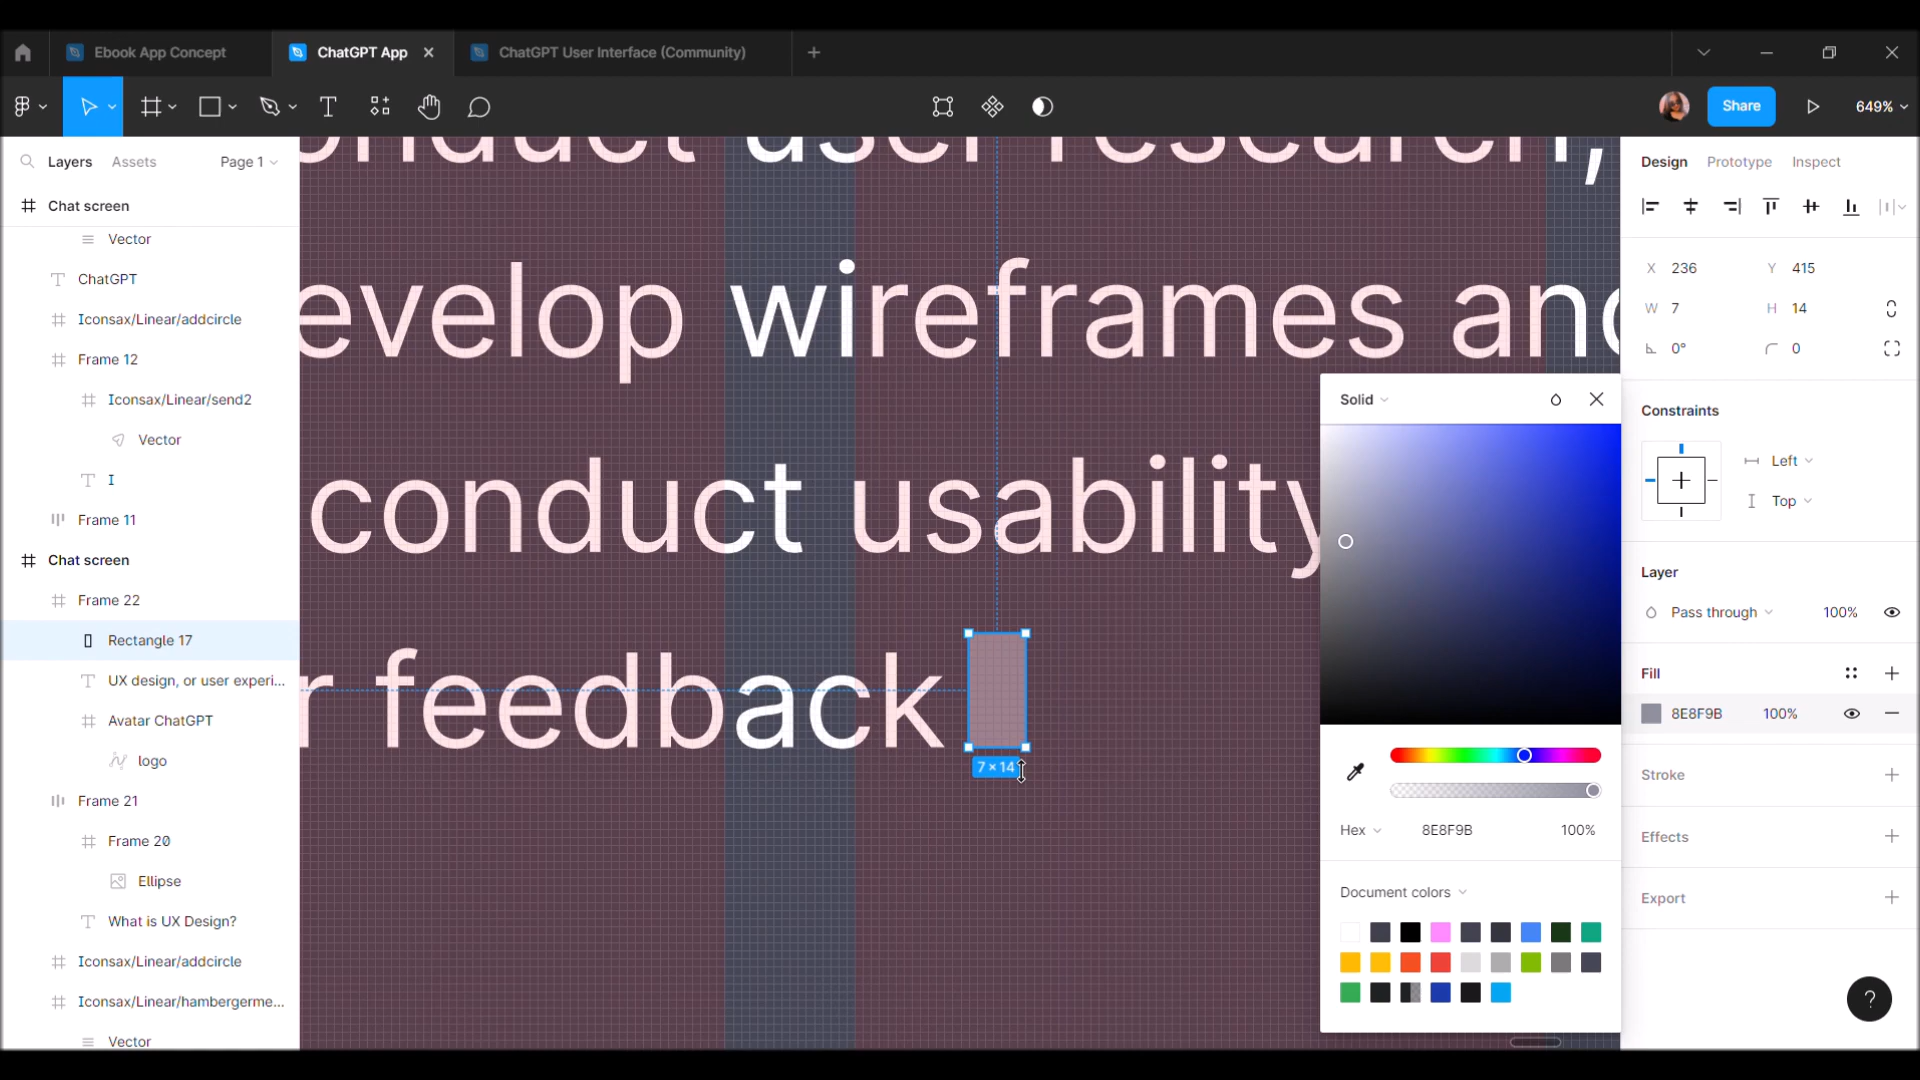 Ebook App Concept
ChatGPT App
ChatGPT User Interface (Community)
Share
649%
Layers
Assets
Page 1
Chat screen
Vector
ChatGPT
Iconsax/Linear/addcircle
Frame 12
Iconsax/Linear/send2
Vector
I
Frame 11
Chat screen
Frame 22
Rectangle 17
UX design, or user experi...
Avatar ChatGPT
logo
Frame 21
Frame 20
Ellipse
What is UX Design?
Iconsax/Linear/addcircle
Iconsax/Linear/hambergerme...
Vector
onduct user research,
evelop wireframes and
conduct usability
r feedback
7 × 14
Solid
Hex
8E8F9B
100%
Document colors
Design
Prototype
Inspect
X 236
Y 415
W 7
H 14
0°
0
Constraints
Left
Top
Layer
Pass through
100%
Fill
8E8F9B
100%
Stroke
Effects
Export
?